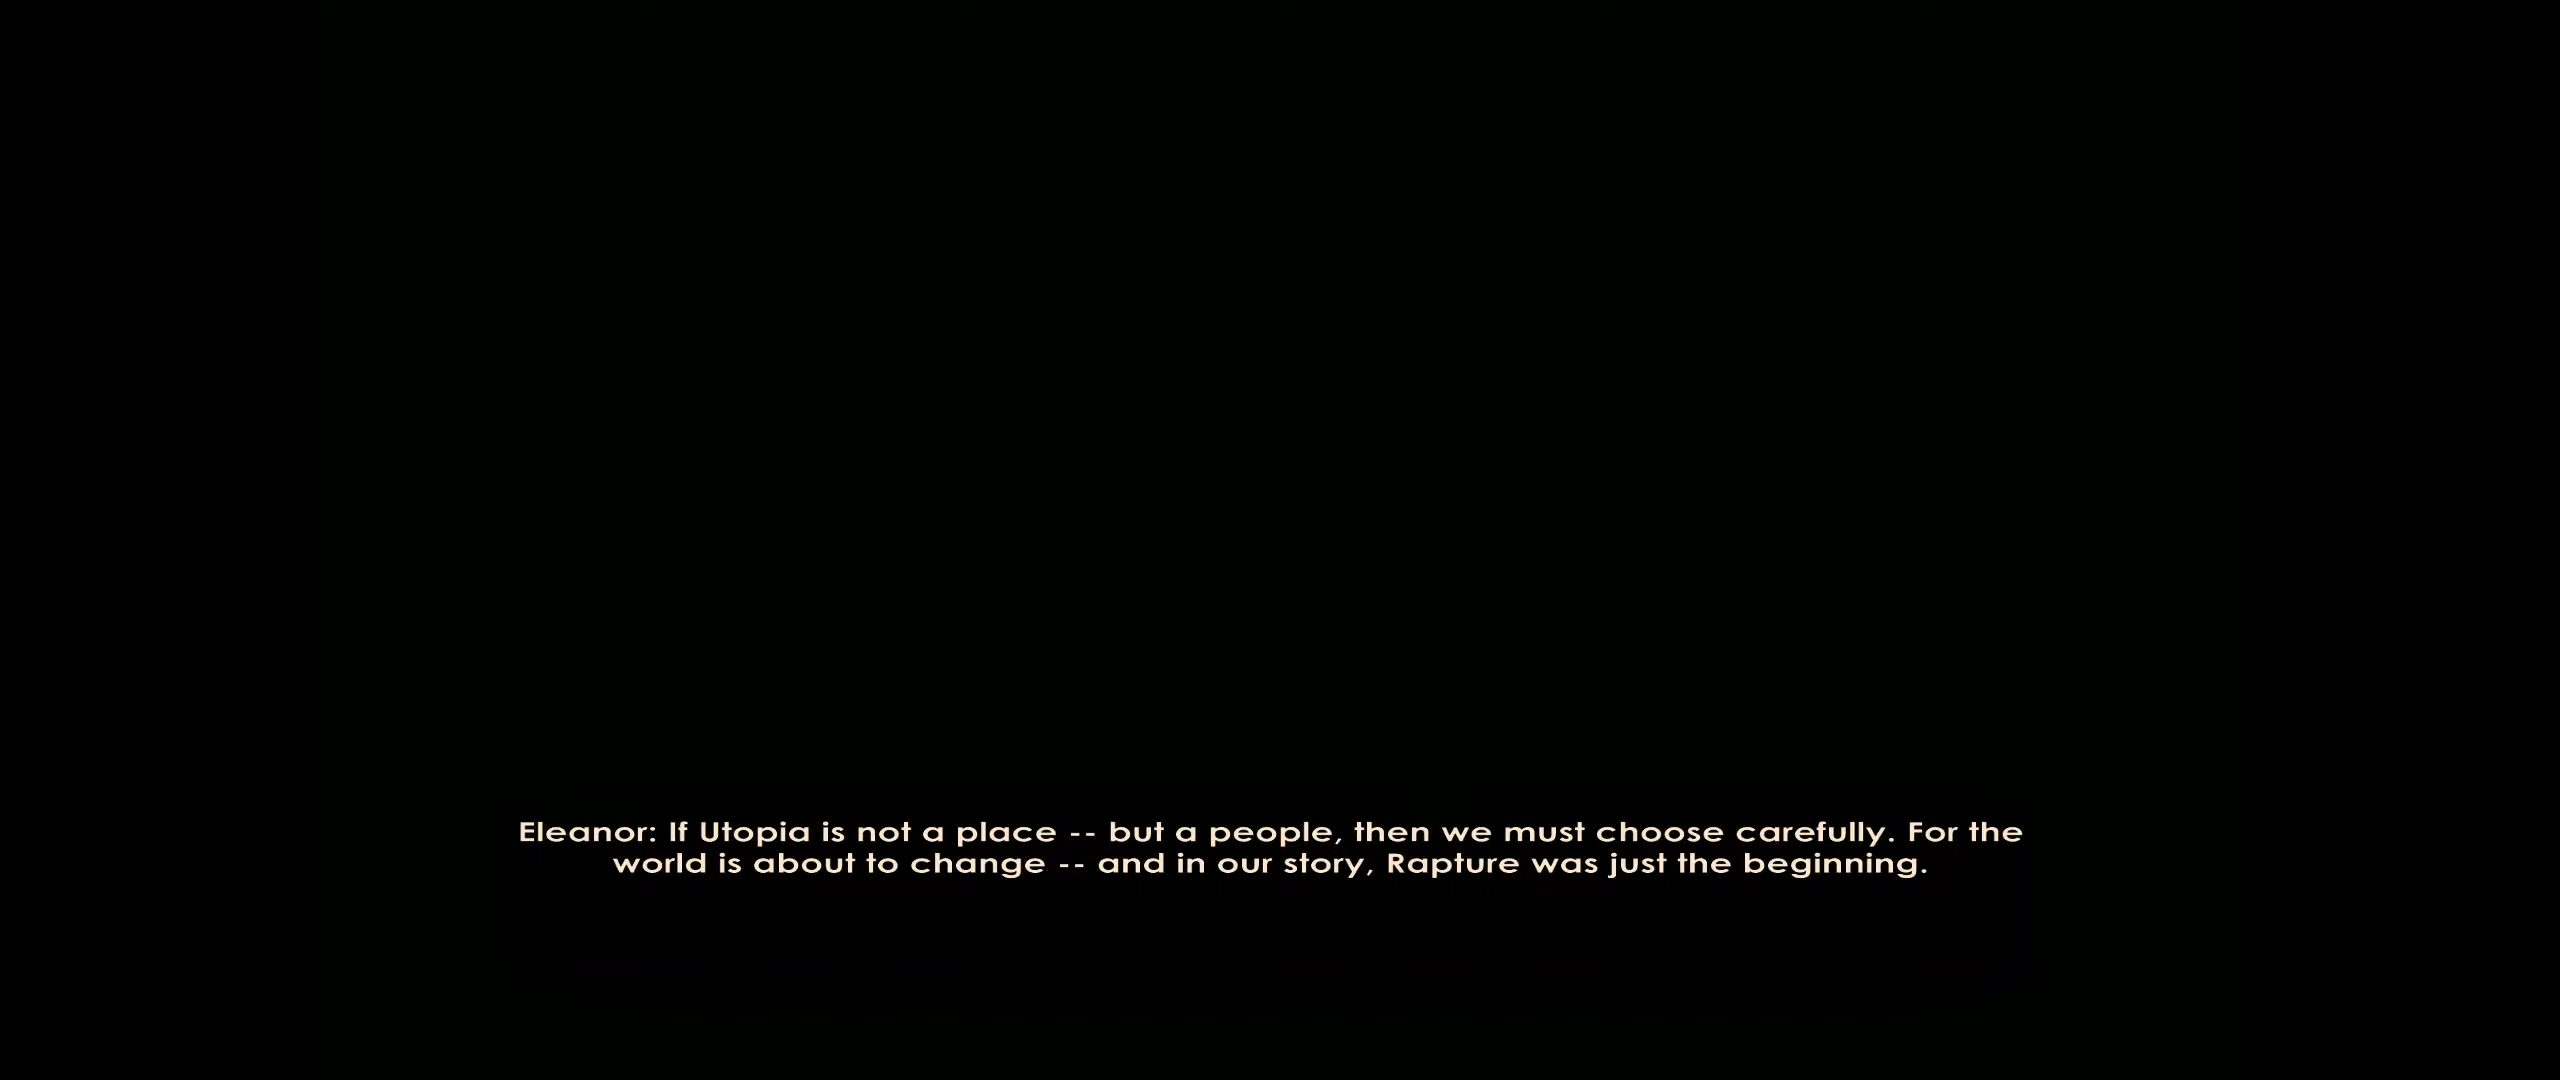 Eleanor: If Utopia is not a place -- but a people, then we must choose carefully. For the
world is about to change -- and in our story, Rapture was just the beginning.